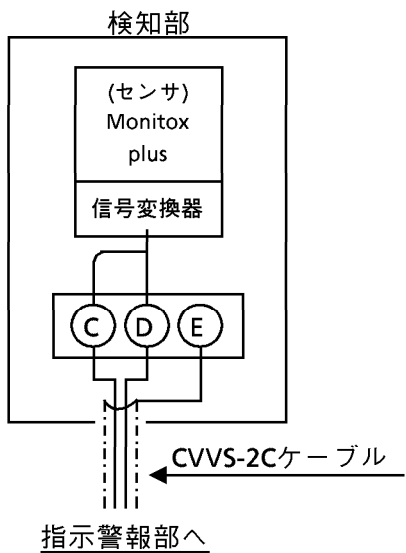 検知部
(センサ)
Monitox
plus
信号変換器
C D E
CVVS-2Cケーブル
指示警報部へ